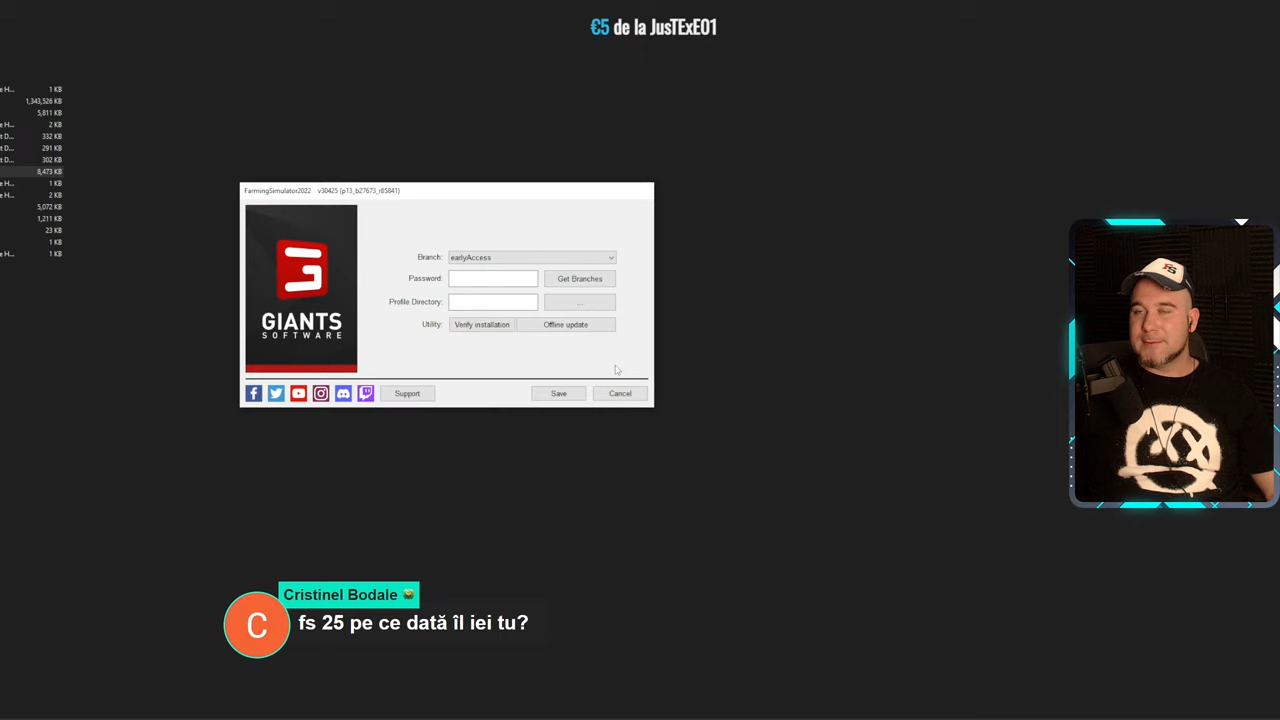 €5 de la JusTExE01
e H... 1 KB
1,343,526 KB
5,811 KB
e H... 2 KB
t D... 332 KB
t D... 291 KB
t D... 302 KB
8,473 KB
e H... 1 KB
e H... 2 KB
5,072 KB
1,211 KB
23 KB
1 KB
e H... 1 KB
FarmingSimulator2022 v30425 (p13_b27673_r85841)
GIANTS
SOFTWARE
Branch: earlyAccess
Password: Get Branches
Profile Directory: ...
Utility: Verify installation Offline update
Support Save Cancel
FS
XX
Cristinel Bodale
C
fs 25 pe ce dată îl iei tu?